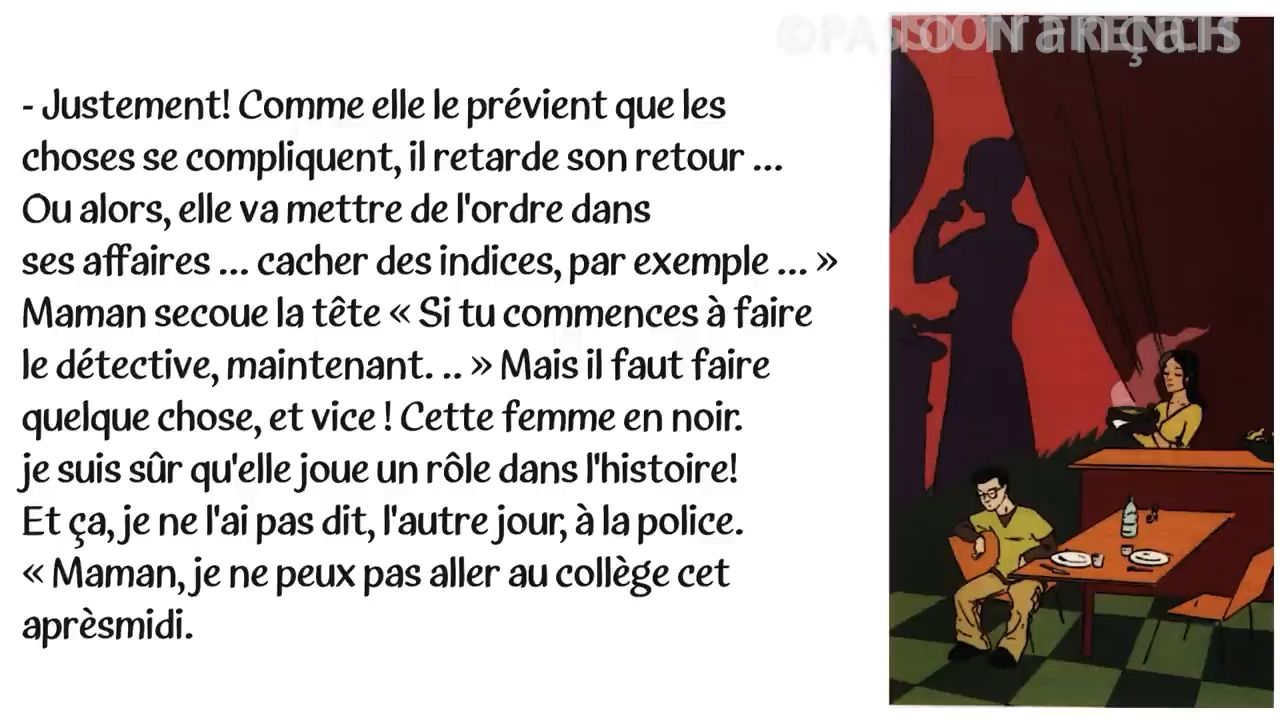 - Justement! Comme elle le prévient que les
choses se compliquent, il retarde son retour ...
Ou alors, elle va mettre de l'ordre dans
ses affaires ... cacher des indices, par exemple ... »
Maman secoue la tête « Si tu commences à faire
le détective, maintenant. .. » Mais il faut faire
quelque chose, et vice ! Cette femme en noir.
je suis sûr qu'elle joue un rôle dans l'histoire!
Et ça, je ne l'ai pas dit, l'autre jour, à la police.
« Maman, je ne peux pas aller au collège cet
aprèsmidi.